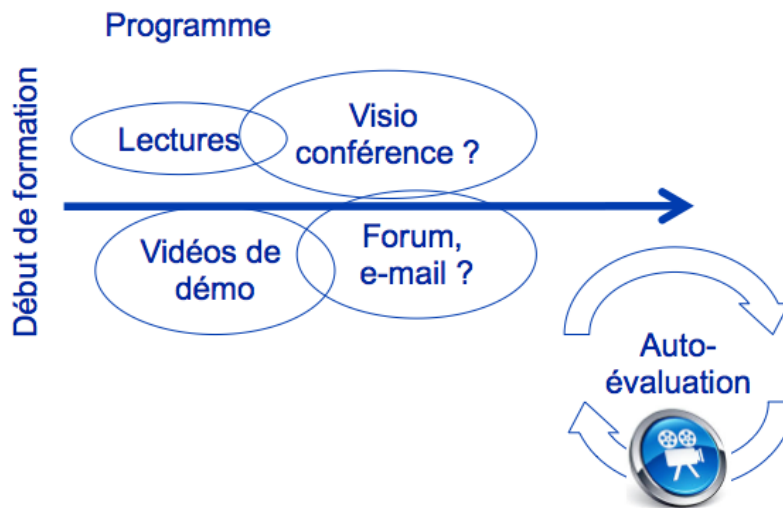 Programme
Début de formation
Lectures
Visio
conférence ?
Vidéos de
démo
Forum,
e-mail ?
Auto-
évaluation